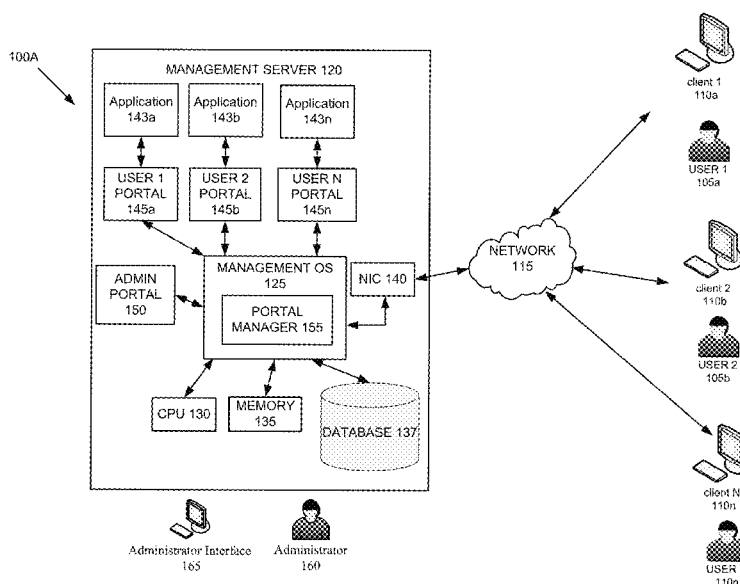 100A
MANAGEMENT SERVER 120
Application
143a
Application
143b
Application
143n
USER 1
PORTAL
145a
USER 2
PORTAL
145b
USER N
PORTAL
145n
ADMIN
PORTAL
150
MANAGEMENT OS
125
PORTAL
MANAGER 155
NIC 140
CPU 130
MEMORY
135
DATABASE 137
Administrator Interface
165
Administrator
160
NETWORK
115
client 1
110a
USER 1
105a
client 2
110b
USER 2
105b
client N
110n
USER
110n